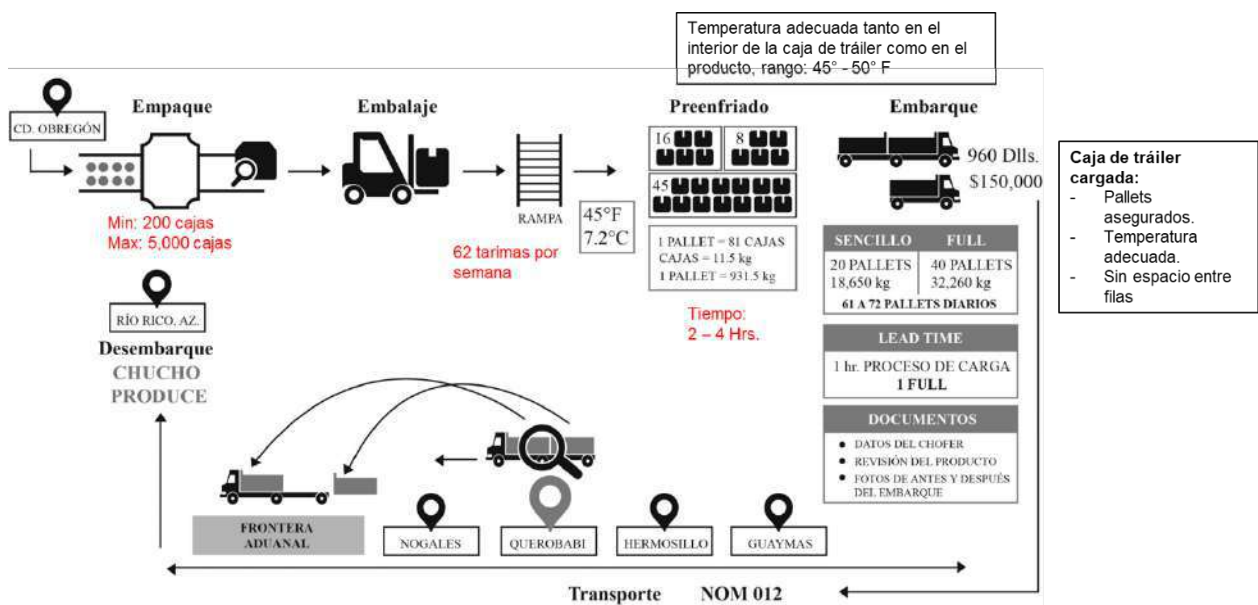 Temperatura adecuada tanto en el
interior de la caja de tráiler como en el
producto, rango: 45° - 50° F
Empaque
Embalaje
Preenfriado
Embarque
CD. OBREGÓN
16
8
45
960 Dlls.
$150,000
RAMPA
45°F
7.2°C
Min: 200 cajas
Max: 5,000 cajas
62 tarimas por
semana
1 PALLET = 81 CAJAS
CAJAS = 11.5 kg
1 PALLET = 931.5 kg
Tiempo:
2 – 4 Hrs.
SENCILLO
FULL
20 PALLETS
40 PALLETS
18,650 kg
32,260 kg
61 A 72 PALLETS DIARIOS
LEAD TIME
1 hr. PROCESO DE CARGA
1 FULL
DOCUMENTOS
● DATOS DEL CHOFER
● REVISIÓN DEL PRODUCTO
● FOTOS DE ANTES Y DESPUÉS
DEL EMBARQUE
Caja de tráiler
cargada:
- Pallets
asegurados.
- Temperatura
adecuada.
- Sin espacio entre
filas
RÍO RICO, AZ.
Desembarque
CHUCHO
PRODUCE
FRONTERA
ADUANAL
NOGALES
QUEROBABI
HERMOSILLO
GUAYMAS
Transporte NOM 012